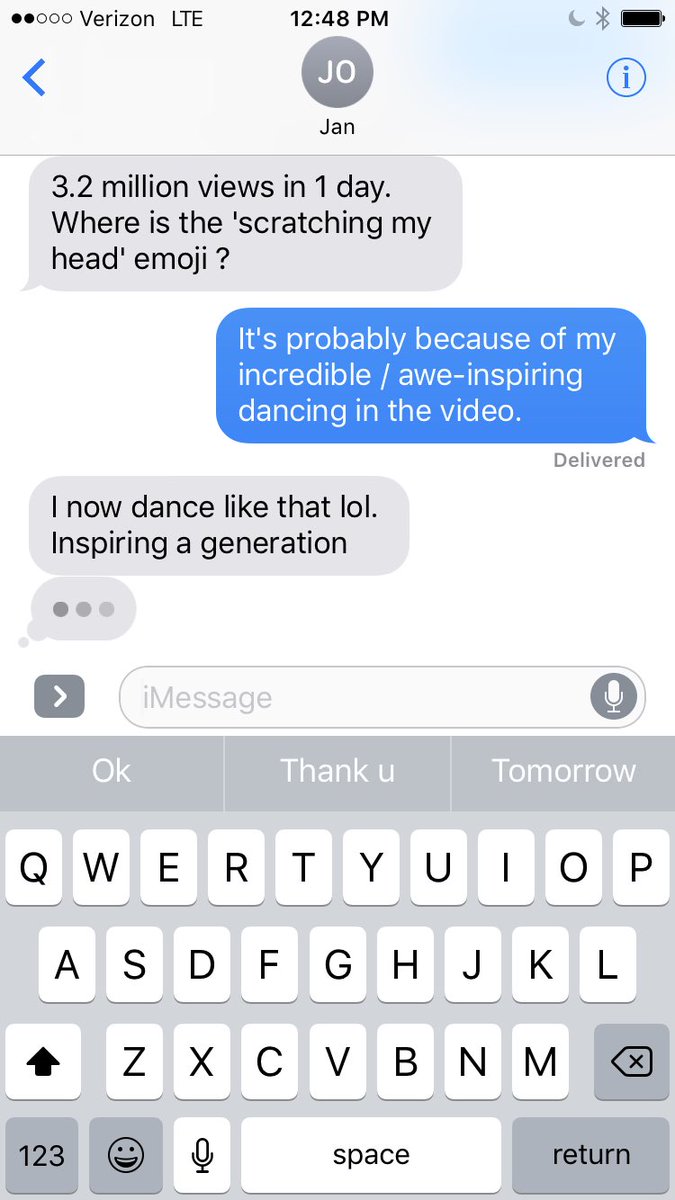 Verizon LTE 12:48 PM
JO
Jan
3.2 million views in 1 day.
Where is the 'scratching my
head' emoji ?
It's probably because of my
incredible / awe-inspiring
dancing in the video.
Delivered
I now dance like that lol.
Inspiring a generation
iMessage
Ok Thank u Tomorrow
Q W E R T Y U I O P
A S D F G H J K L
Z X C V B N M
123 space return